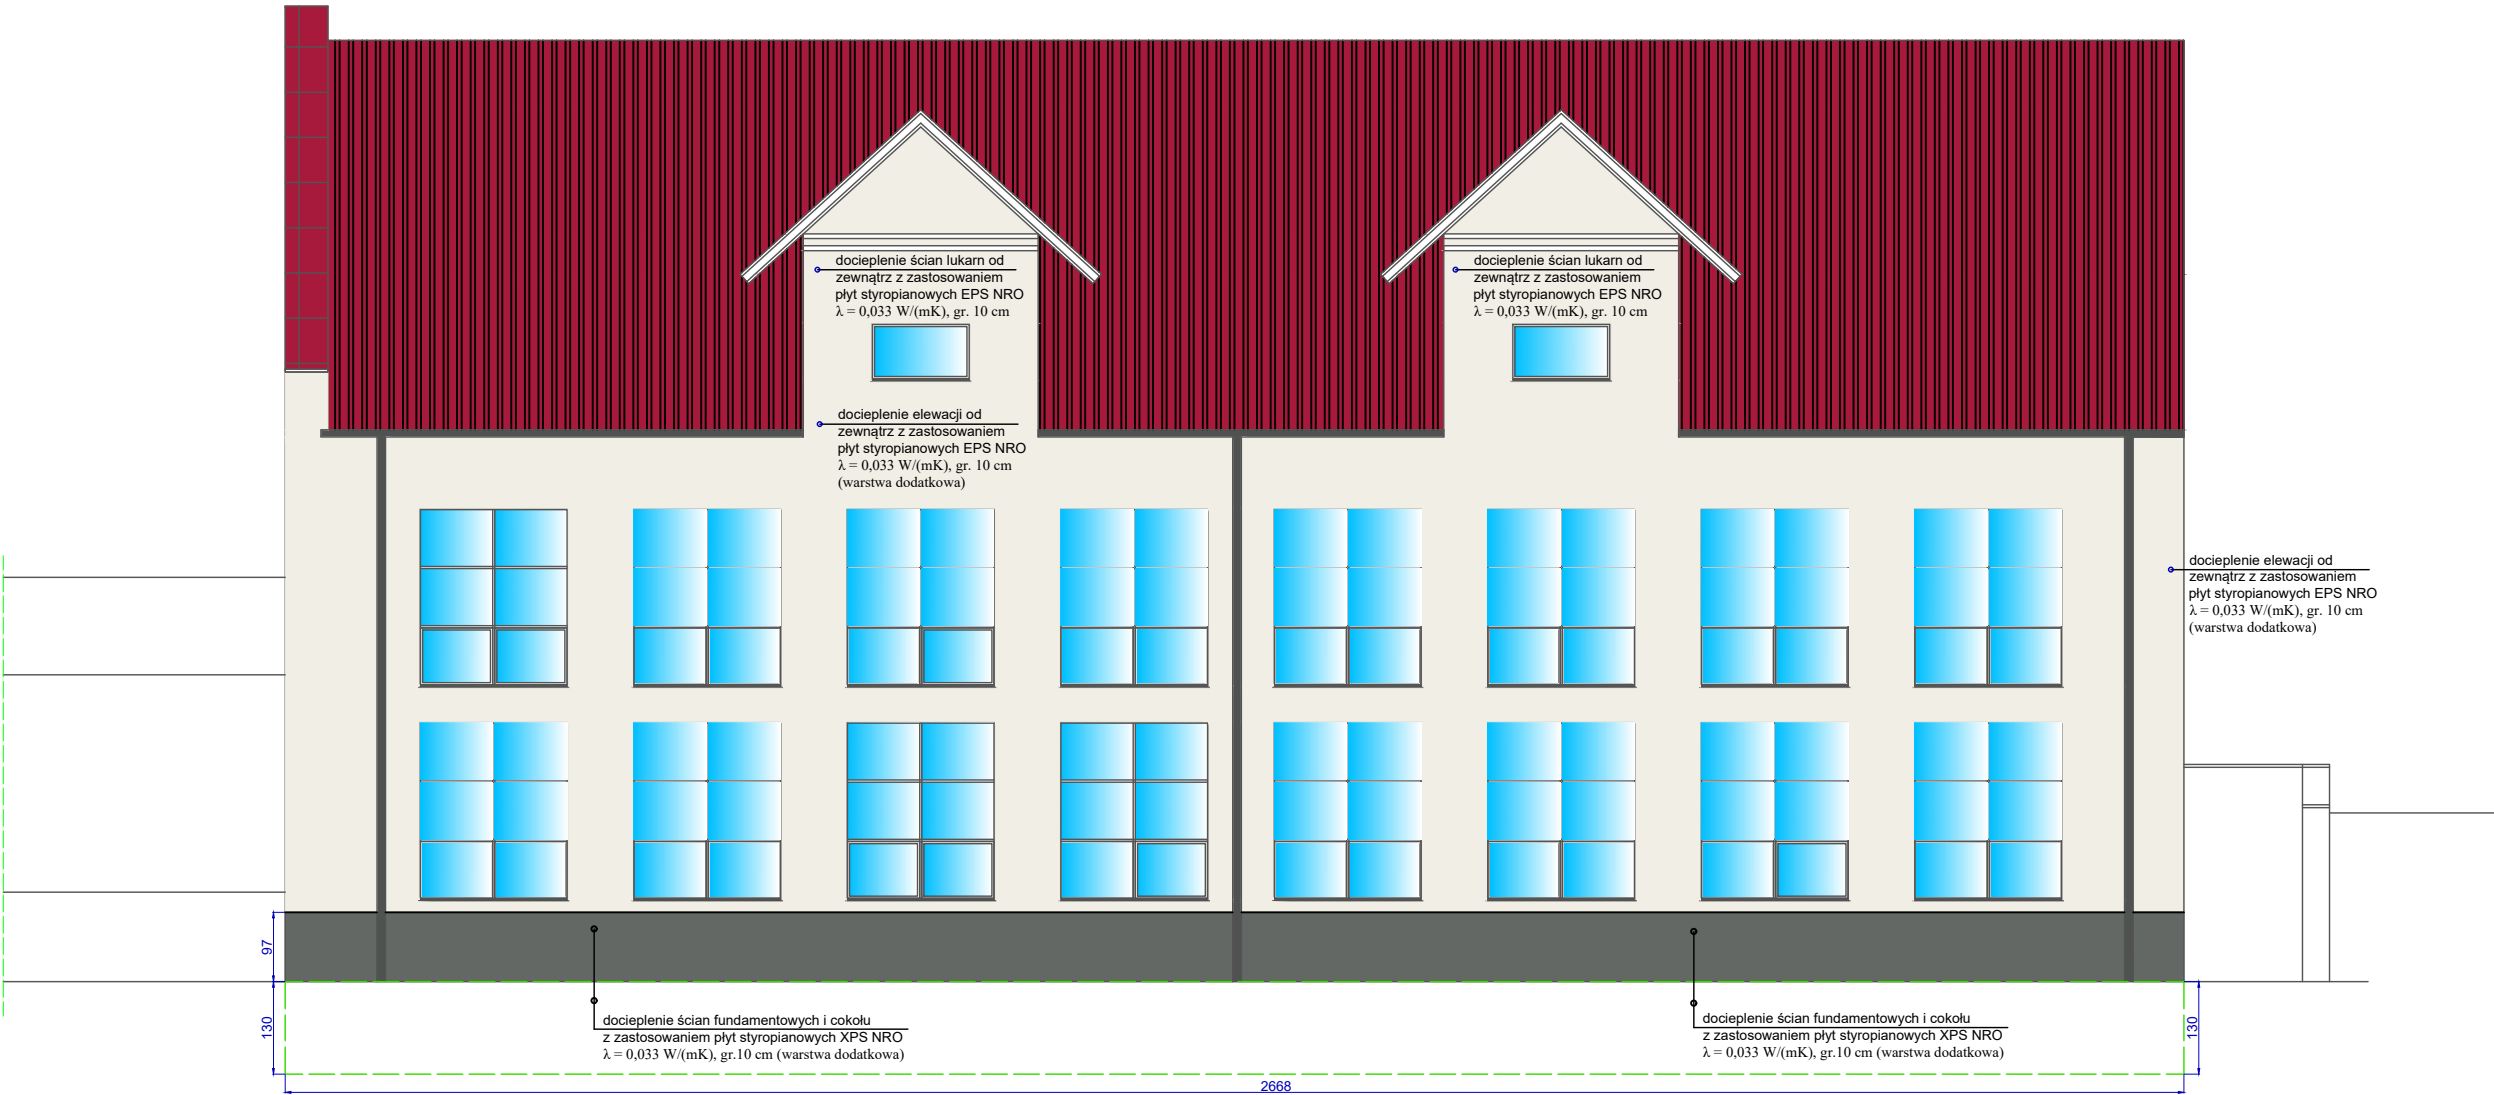 docieplenie ścian lukarn od
zewnątrz z zastosowaniem
płyt styropianowych EPS NRO
λ = 0,033 W/(mK), gr. 10 cm
docieplenie ścian lukarn od
zewnątrz z zastosowaniem
płyt styropianowych EPS NRO
λ = 0,033 W/(mK), gr. 10 cm
docieplenie elewacji od
zewnątrz z zastosowaniem
płyt styropianowych EPS NRO
λ = 0,033 W/(mK), gr. 10 cm
(warstwa dodatkowa)
docieplenie elewacji od
zewnątrz z zastosowaniem
płyt styropianowych EPS NRO
λ = 0,033 W/(mK), gr. 10 cm
(warstwa dodatkowa)
97
130
docieplenie ścian fundamentowych i cokołu
z zastosowaniem płyt styropianowych XPS NRO
λ = 0,033 W/(mK), gr.10 cm (warstwa dodatkowa)
docieplenie ścian fundamentowych i cokołu
z zastosowaniem płyt styropianowych XPS NRO
λ = 0,033 W/(mK), gr.10 cm (warstwa dodatkowa)
130
2668